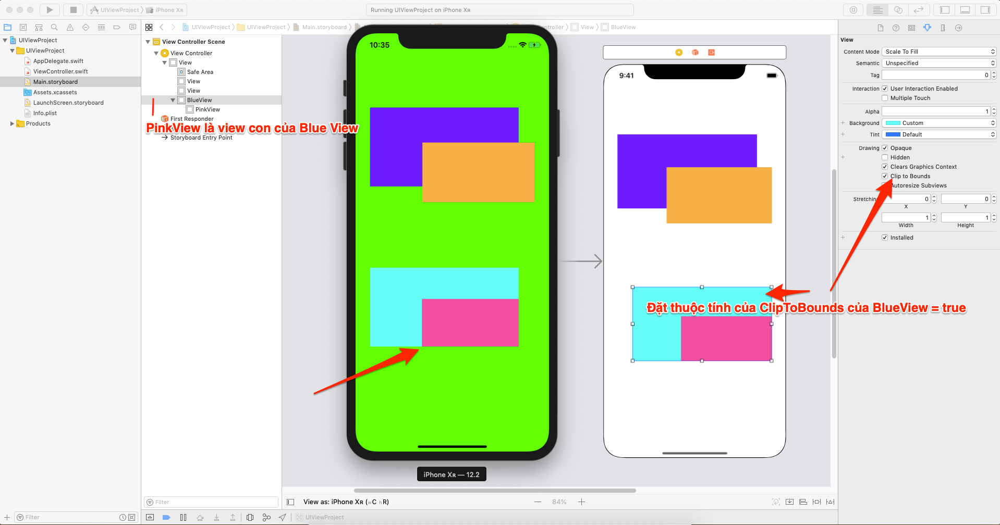 UIViewProject
iPhone Xʀ
Running UIViewProject on iPhone Xʀ
UIViewProject
UIViewProject
Main.storyboard
ontroller
View
BlueView
UIViewProject
UIViewProject
AppDelegate.swift
ViewController.swift
Main.storyboard
Assets.xcassets
LaunchScreen.storyboard
Info.plist
Products
Filter
View Controller Scene
View Controller
View
Safe Area
View
View
BlueView
PinkView
First Responder
PinkView là view con của Blue View
Storyboard Entry Point
Filter
10:35
iPhone Xʀ — 12.2
9:41
Đặt thuộc tính của ClipToBounds của BlueView = true
View as: iPhone Xʀ (wC hR)
84%
UIViewProject
View
Content Mode Scale To Fill
Semantic Unspecified
Tag 0
Interaction User Interaction Enabled
Multiple Touch
Alpha 1
Background Custom
Tint Default
Drawing Opaque
Hidden
Clears Graphics Context
Clip to Bounds
Autoresize Subviews
Stretching 0 0
X Y
1 1
Width Height
Installed